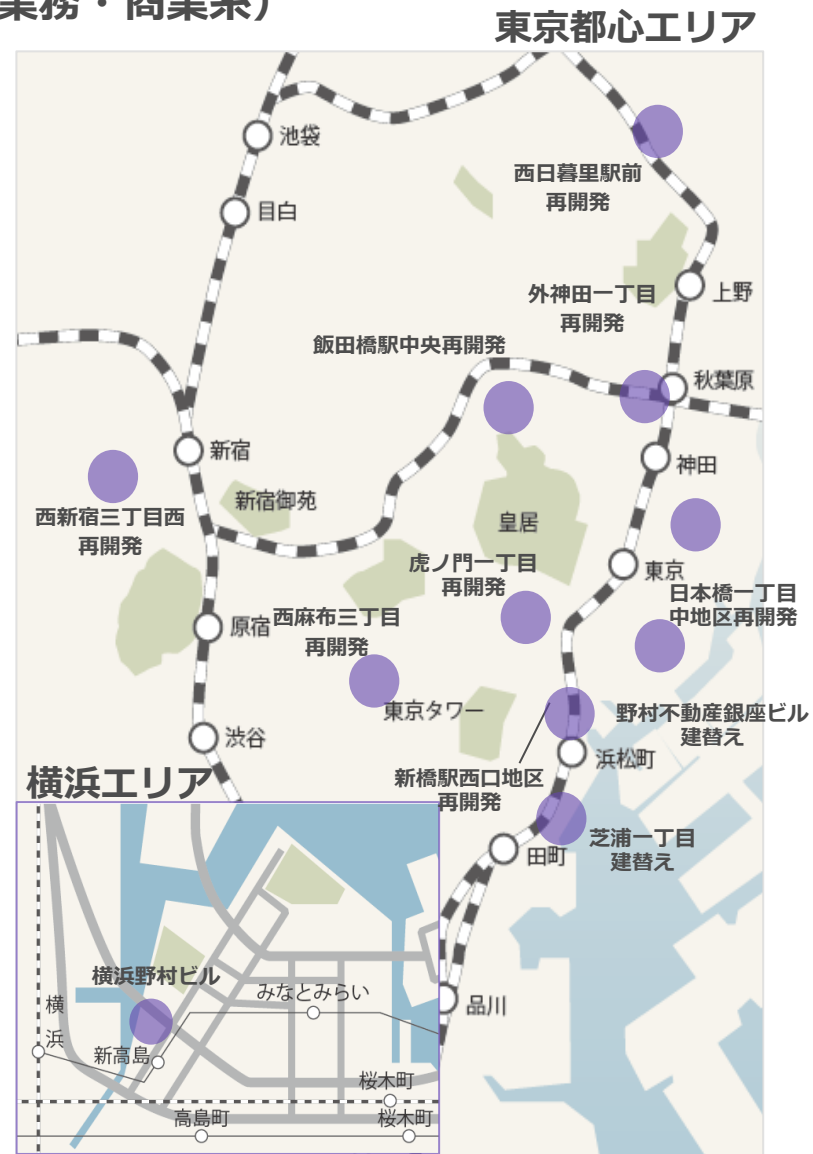 業務・商業系）
東京都心エリア
池袋
西日暮里駅前
再開発
目白
外神田一丁目
再開発
上野
飯田橋駅中央再開発
秋葉原
新宿
神田
新宿御苑
西新宿三丁目西
再開発
皇居
虎ノ門一丁目
再開発
東京
日本橋一丁目
中地区再開発
原宿
西麻布三丁目
再開発
東京タワー
野村不動産銀座ビル
建替え
渋谷
浜松町
新橋駅西口地区
再開発
芝浦一丁目
建替え
田町
品川
横浜エリア
横浜野村ビル
みなとみらい
横
浜
新高島
桜木町
高島町
桜木町